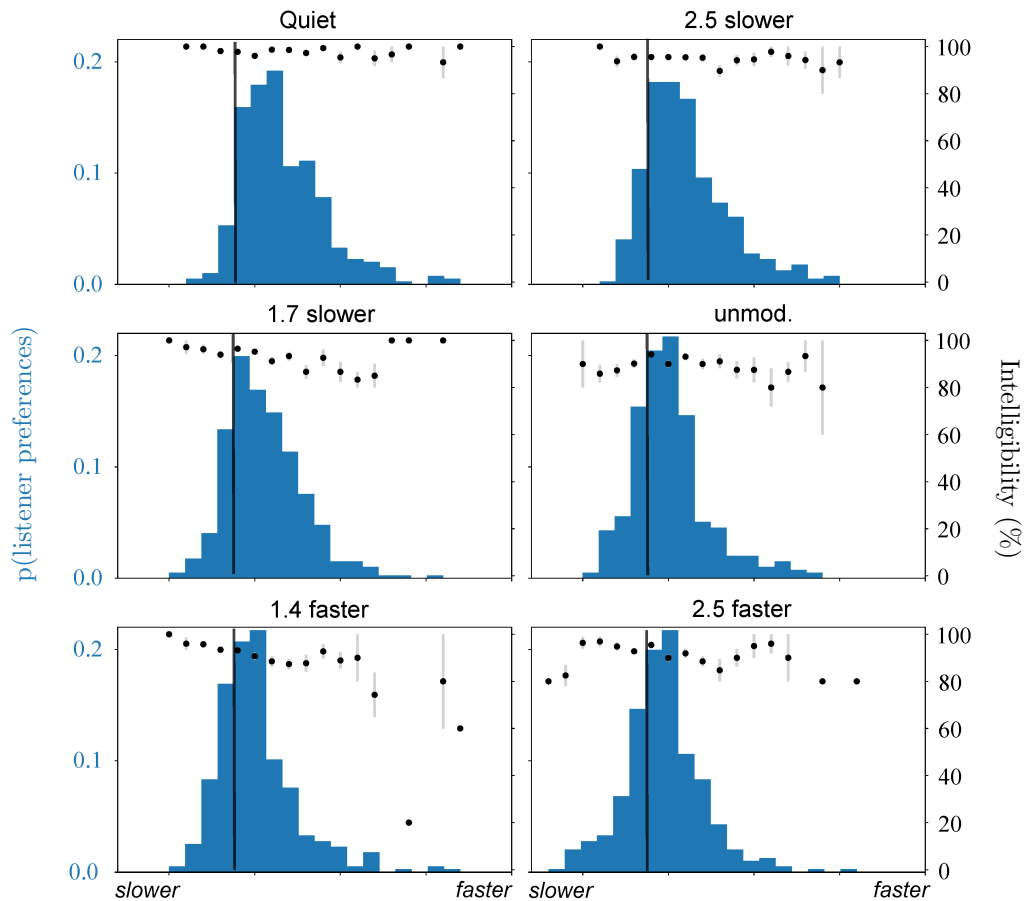 Quiet
2.5 slower
0.2
0.1
0.0
100
80
60
40
20
0
1.7 slower
unmod.
0.2
0.1
0.0
100
80
60
40
20
0
p(listener preferences)
Intelligibility (%)
1.4 faster
2.5 faster
0.2
0.1
0.0
100
80
60
40
20
0
slower
faster
slower
faster